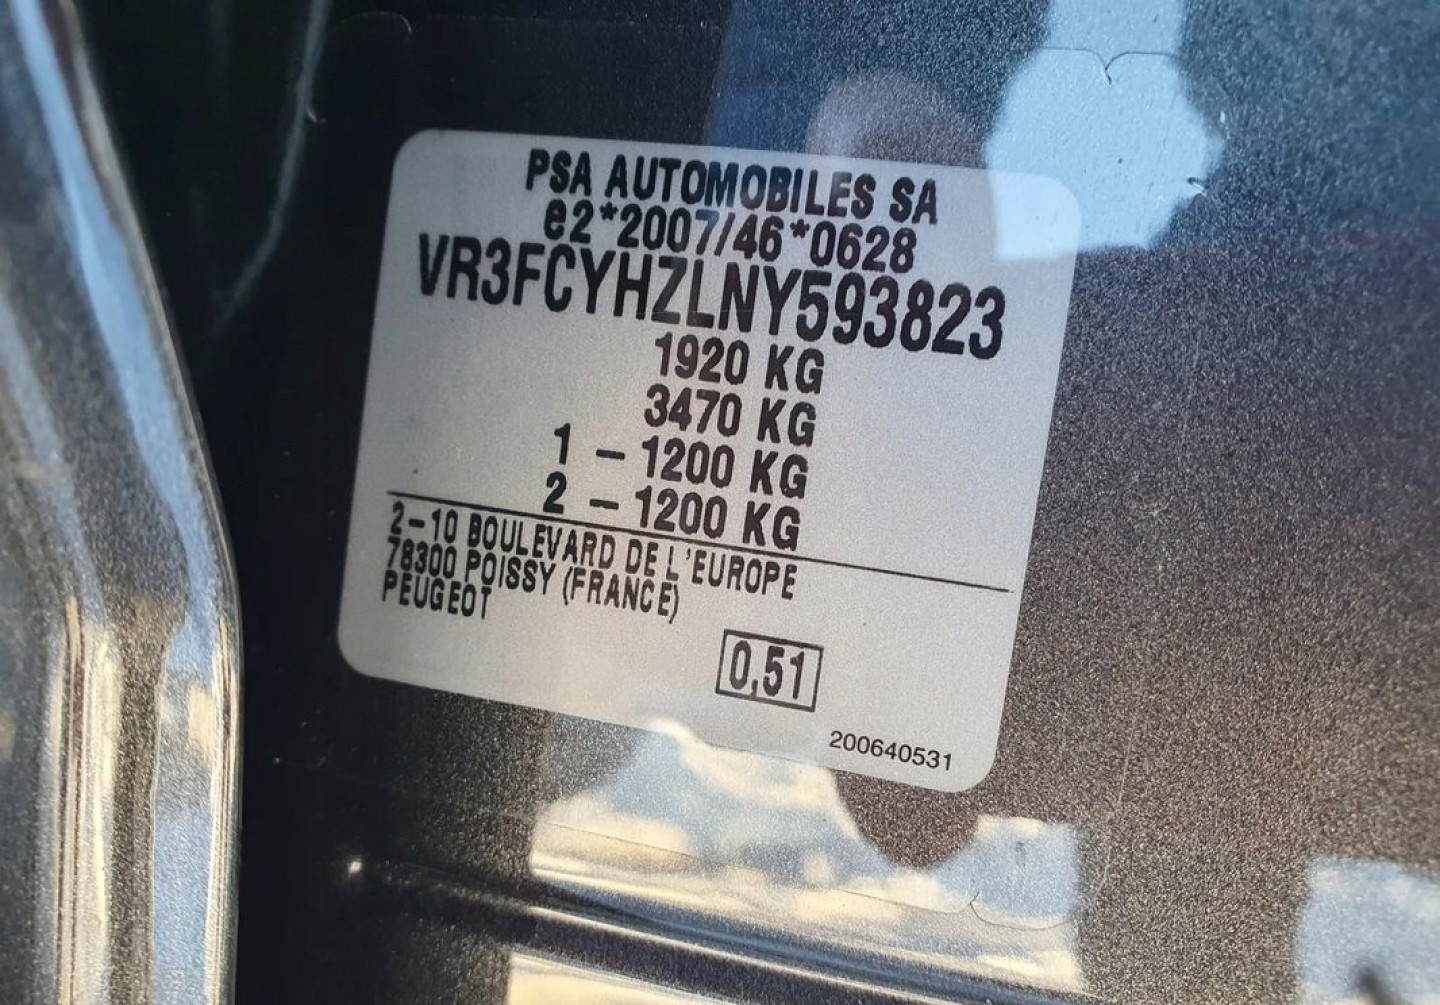 PSA AUTOMOBILES SA
e2*2007/46*0628
VR3FCYHZLNY593823
1920 KG
3470 KG
1 – 1200 KG
2 – 1200 KG
2-10 BOULEVARD DE L'EUROPE
78300 POISSY (FRANCE)
PEUGEOT
0,51
200640531